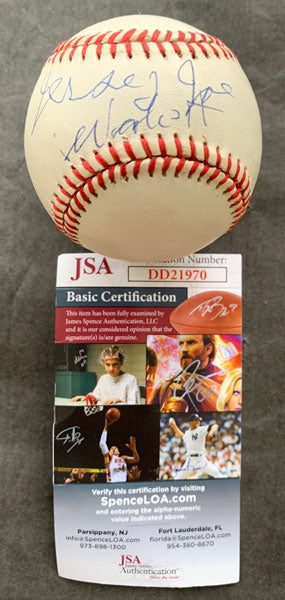 Jersey Joe
Walcott
JSA
ation Number:
DD21970
Basic Certification
This item has been fully examined by
James Spence Authentication, LLC
and it is our considered opinion that the
signature(s) is/are genuine.
Verify this certification by visiting
SpenceLOA.com
and entering the alpha-numeric
value indicated above.
Parsippany, NJ
info@SpenceLOA.com
973-898-1300
Fort Lauderdale, FL
florida@SpenceLOA.com
954-380-8670
JSA
James Spence
Authentication